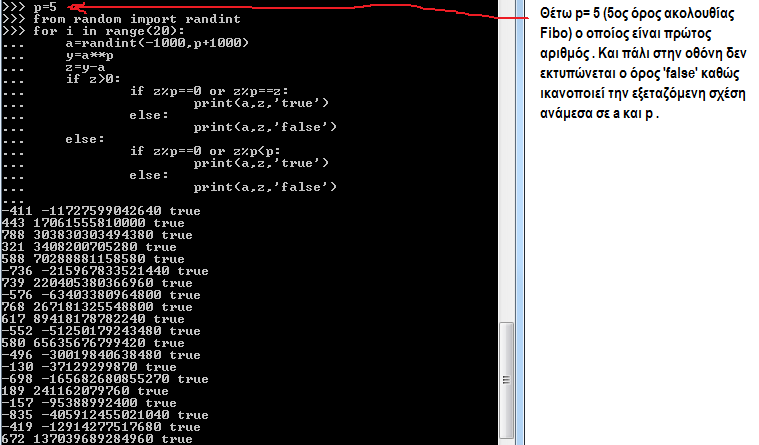 >>> p=5
>>> from random import randint
>>> for i in range(20):
...     a=randint(-1000,p+1000)
...     y=a**p
...     z=y-a
...     if z>0:
...             if z%p==0 or z%p==z:
...                     print(a,z,'true')
...             else:
...                     print(a,z,'false')
...     else:
...             if z%p==0 or z%p<p:
...                     print(a,z,'true')
...             else:
...                     print(a,z,'false')
...
-411 -11727599042640 true
443 17061555810000 true
788 303830303494380 true
321 3408200705280 true
588 70288881158580 true
-736 -215967833521440 true
739 220405380366960 true
-576 -63403380964800 true
768 267181325548800 true
617 89418178782240 true
-552 -51250179243480 true
580 65635676799420 true
-496 -30019840638480 true
-130 -37129299870 true
-698 -165682680855270 true
189 241162079760 true
-157 -95388992400 true
-835 -405912455021040 true
-419 -12914277517680 true
672 137039689284960 true
Θέτω p= 5 (5ος όρος ακολουθίας
Fibo) ο οποίος είναι πρώτος
αριθμός . Και πάλι στην οθόνη δεν
εκτυπώνεται ο όρος 'false' καθώς
ικανοποιεί την εξεταζόμενη σχέση
ανάμεσα σε a και p .